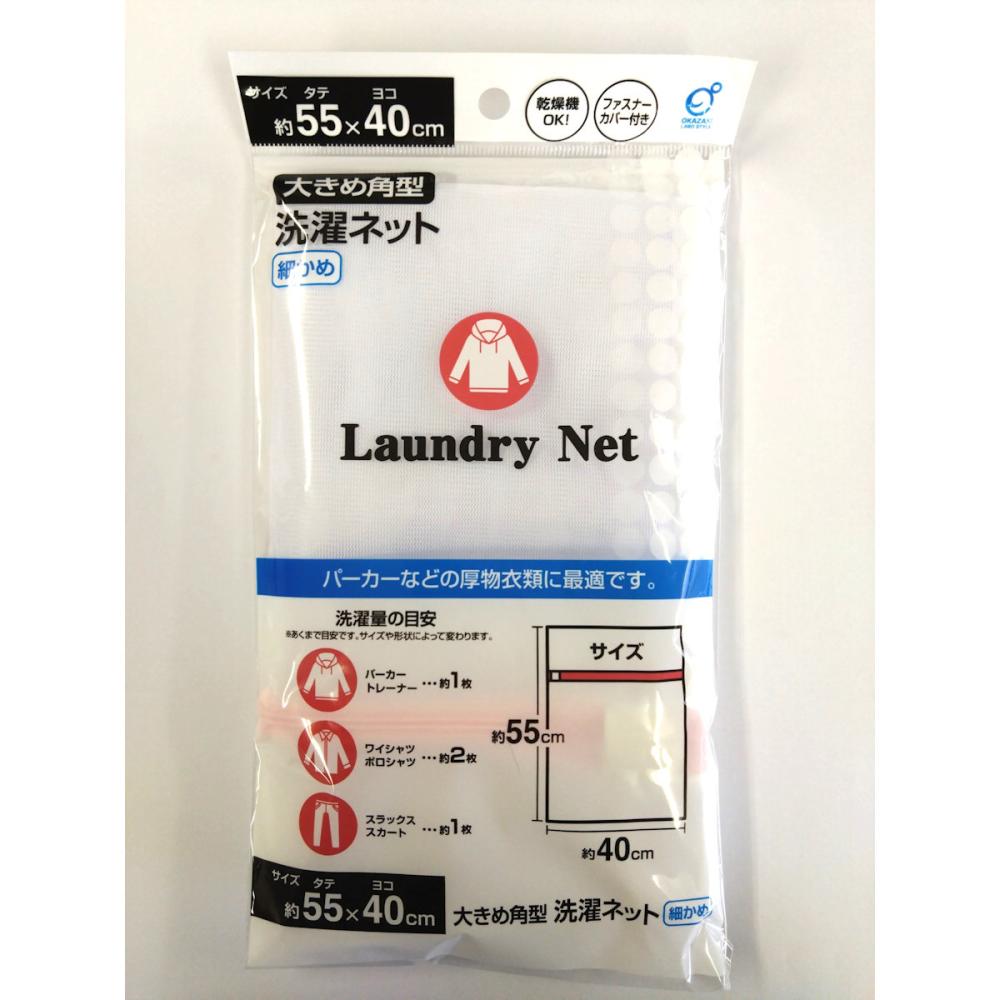 サイズ タテ ヨコ
約55×40cm
乾燥機
OK!
ファスナー
カバー付き
OKAZAKI
大きめ角型
洗濯ネット
細かめ
Laundry Net
パーカーなどの厚物衣類に最適です。
洗濯量の目安
※あくまで目安です。サイズや形状によって変わります。
パーカー
トレーナー …約1枚
ワイシャツ
ポロシャツ …約2枚
スラックス
スカート …約1枚
サイズ
約55cm
約40cm
サイズ タテ ヨコ
約55×40cm
大きめ角型 洗濯ネット 細かめ